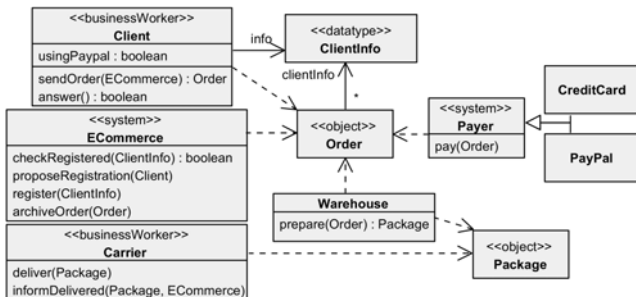 <<businessWorker>>
Client
usingPaypal : boolean
sendOrder(ECommerce) : Order
answer() : boolean
info
<<datatype>>
ClientInfo
clientInfo
*
<<system>>
ECommerce
checkRegistered(ClientInfo) : boolean
proposeRegistration(Client)
register(ClientInfo)
archiveOrder(Order)
<<object>>
Order
<<system>>
Payer
pay(Order)
CreditCard
PayPal
Warehouse
prepare(Order) : Package
<<businessWorker>>
Carrier
deliver(Package)
informDelivered(Package, ECommerce)
<<object>>
Package